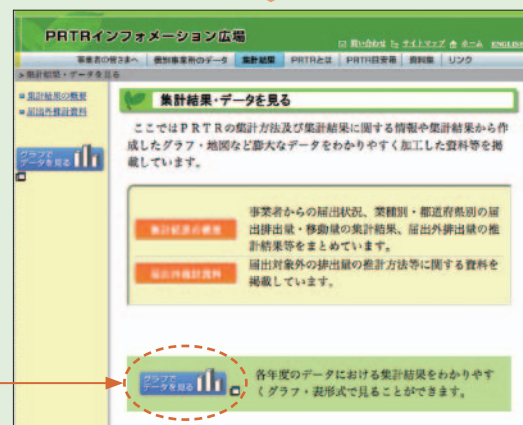 PRTRインフォメーション広場
問い合わせ サイトマップ ホーム ENGLISH
事業者の皆さまへ 個別事業所のデータ 集計結果 PRTRとは PRTR目安箱 資料集 リンク
> 集計結果・データを見る
集計結果の概要
届出外推計資料
グラフで
データを見る
集計結果・データを見る
ここではPRTRの集計方法及び集計結果に関する情報や集計結果から作
成したグラフ・地図など膨大なデータをわかりやすく加工した資料等を掲
載しています。
集計結果の概要
事業者からの届出状況、業種別・都道府県別の届
出排出量・移動量の集計結果、届出外排出量の推
計結果等をまとめています。
届出外推計資料
届出対象外の排出量の推計方法等に関する資料を
掲載しています。
グラフで
データを見る
各年度のデータにおける集計結果をわかりやす
くグラフ・表形式で見ることができます。